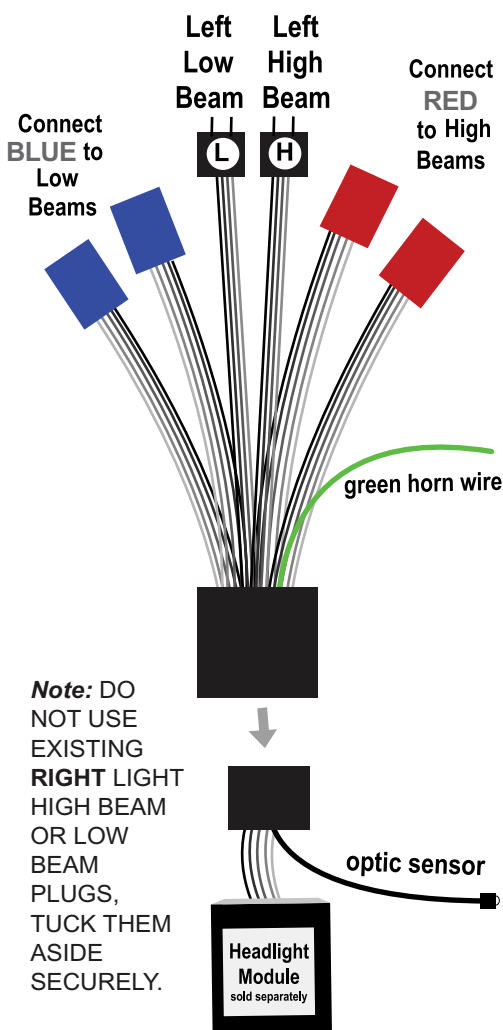 Left
Low
Beam
Left
High
Beam
Connect
RED
to High
Beams
Connect
BLUE to
Low
Beams
L
H
green horn wire
Note: DO
NOT USE
EXISTING
RIGHT LIGHT
HIGH BEAM
OR LOW
BEAM
PLUGS,
TUCK THEM
ASIDE
SECURELY.
optic sensor
Headlight
Module
sold separately